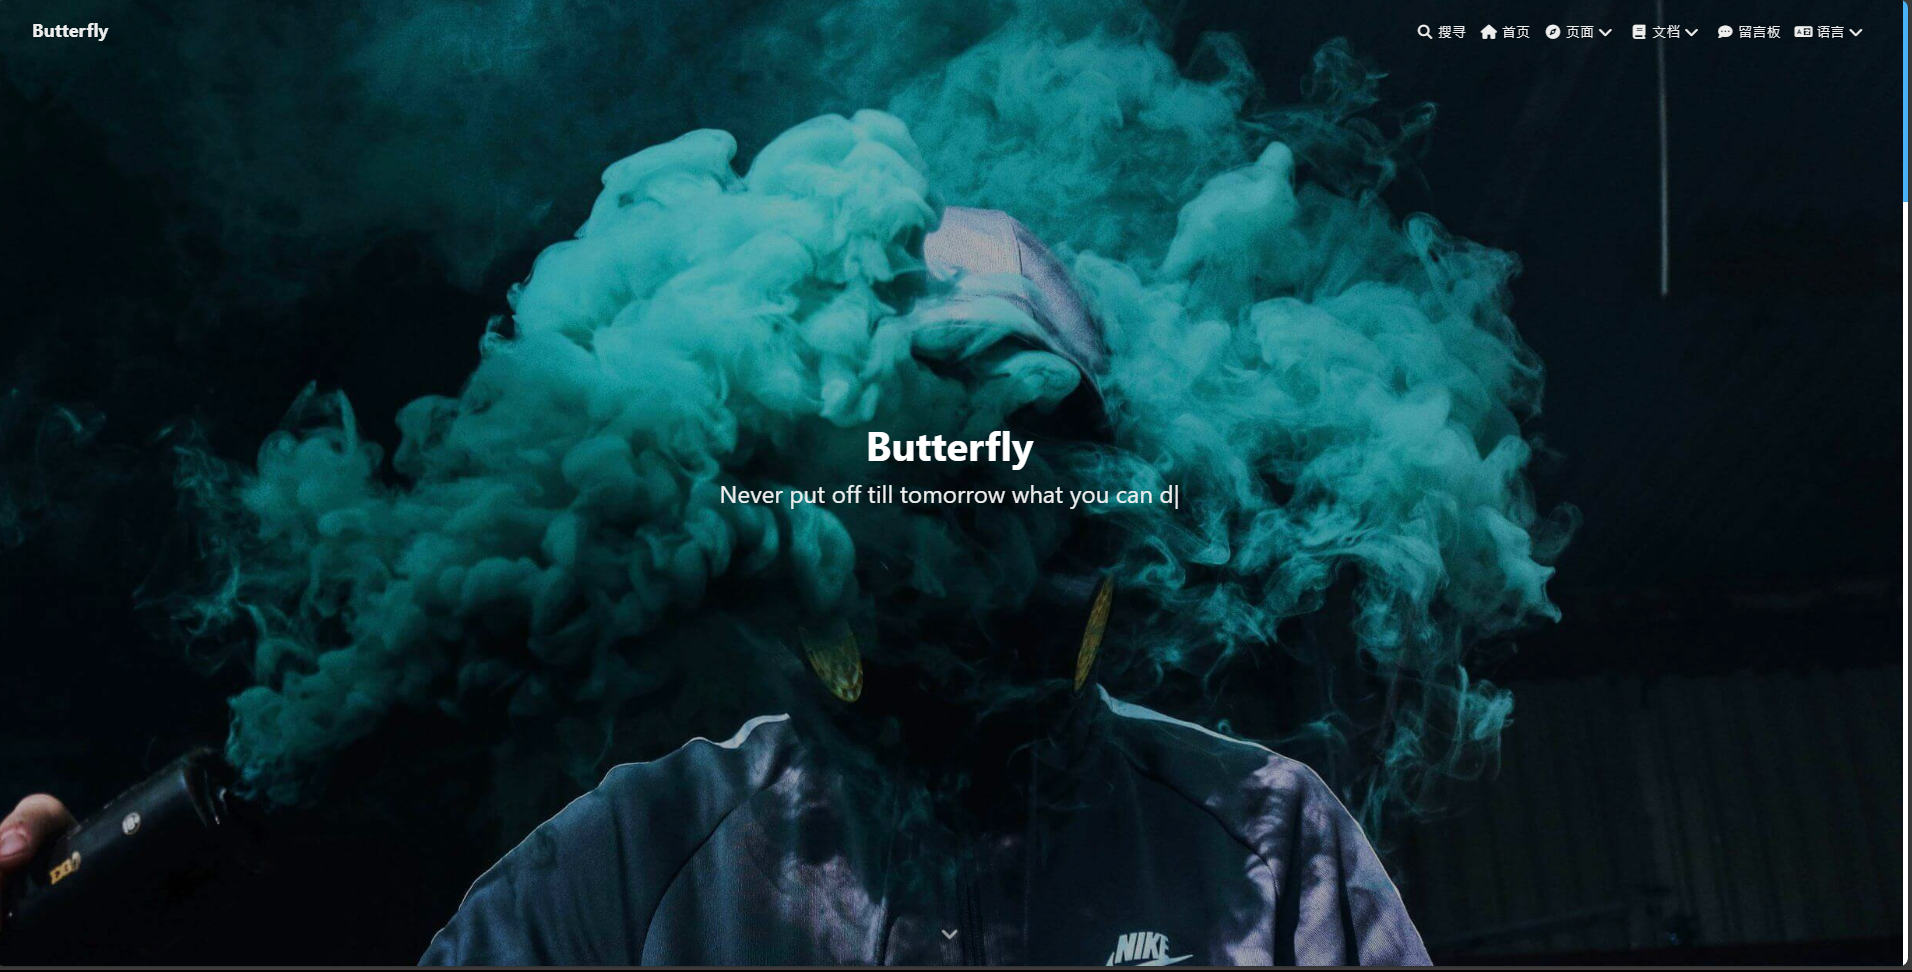 Butterfly
搜寻 首页 页面 文档 留言板 语言
Butterfly
Never put off till tomorrow what you can d|
NIKE